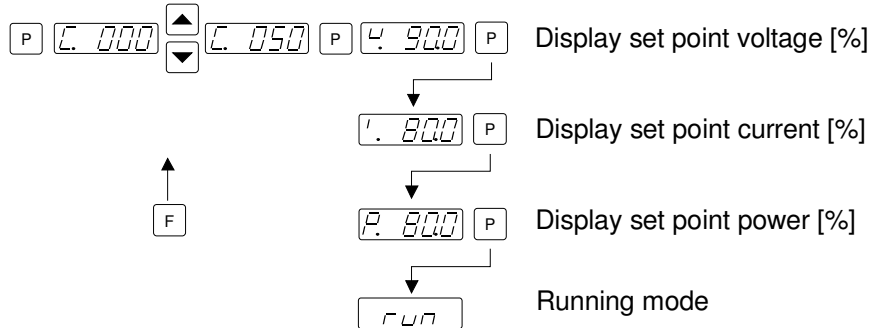 P C. 000 ▲ ▼ C. 050 P U. 90.0 P Display set point voltage [%]
I. 80.0 P Display set point current [%]
F P. 80.0 P Display set point power [%]
run Running mode